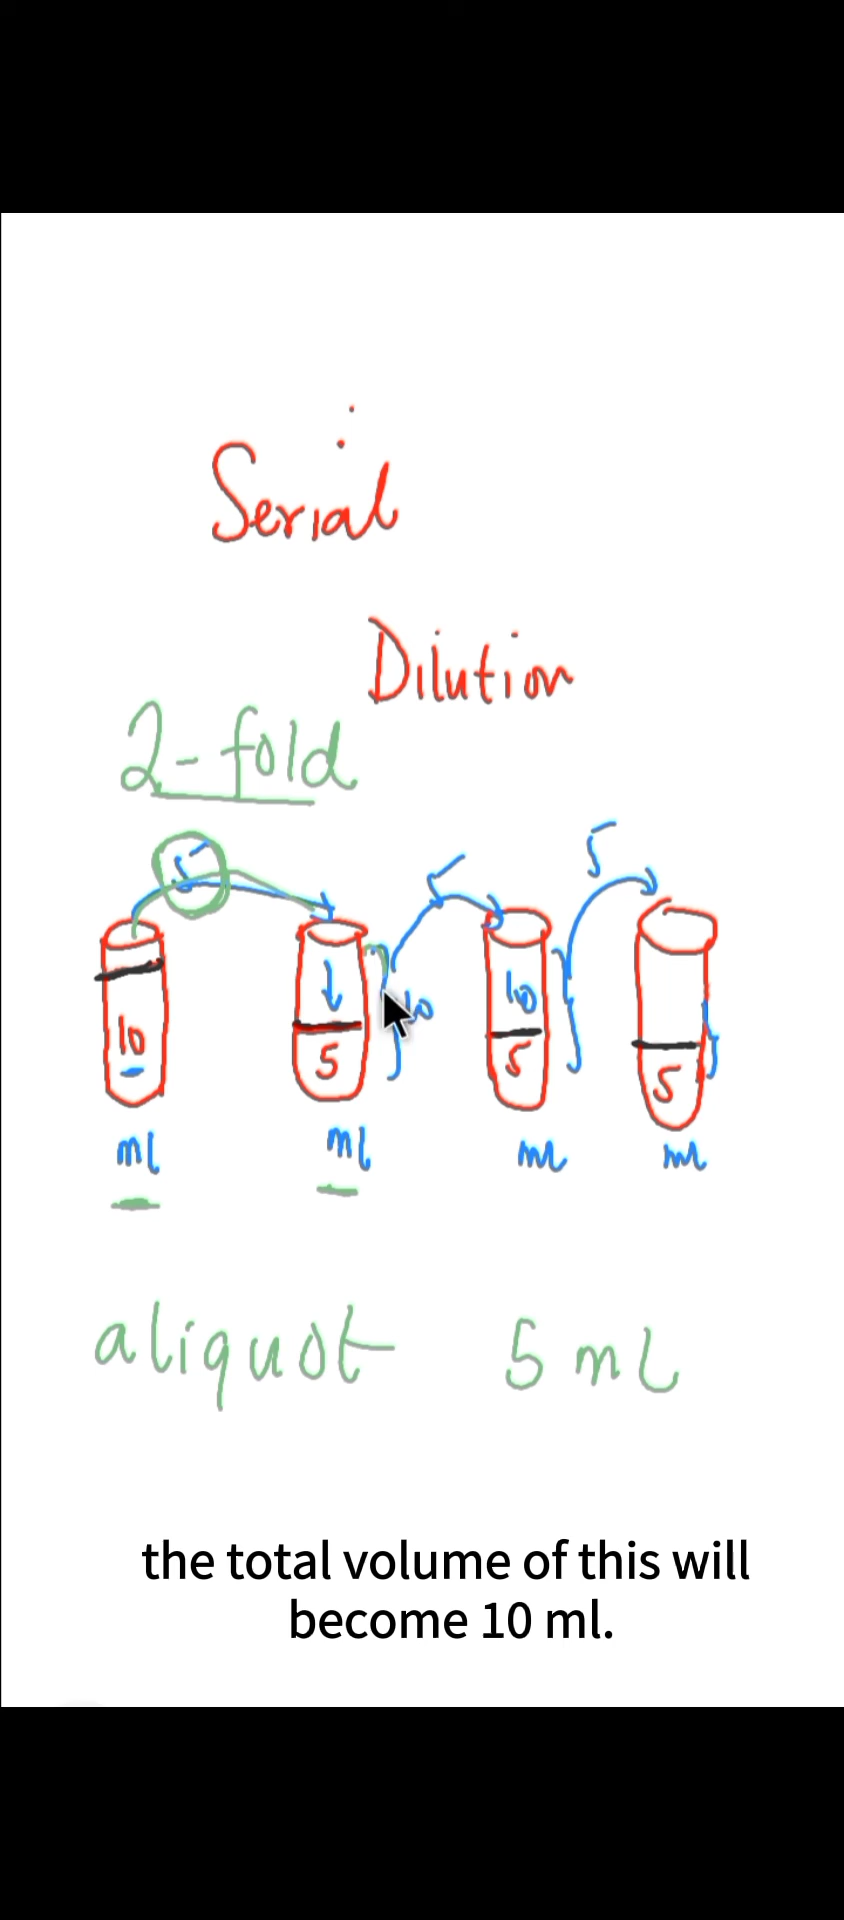 Serial
Dilution
2-fold
5 5 5
10 5 10 10 5 5
ml ml ml ml
aliquot 5 ml
the total volume of this will
become 10 ml.